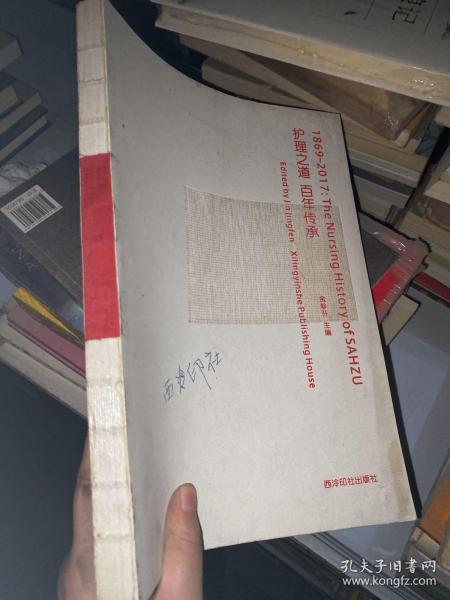 1869-2017: The Nursing History of SAHZU
护理之道 百年传承
金静芬 主编
Edited by Jin Jingfen Xilingyinshe Publishing House
西泠印社
西泠印社出版社
孔夫子旧书网
www.kongfz.com